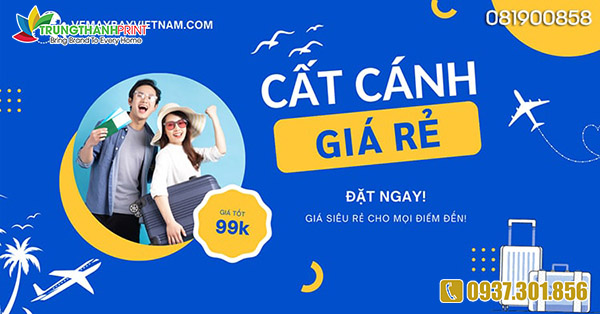 TRUNGTHANHPRINT
Bring Brand To Every Home
VEMAYBAYVIETNAM.COM
081900858
CẤT CÁNH
GIÁ RẺ
ĐẶT NGAY!
GIÁ SIÊU RẺ CHO MỌI ĐIỂM ĐẾN!
GIÁ TỐT
99k
0937.301.856